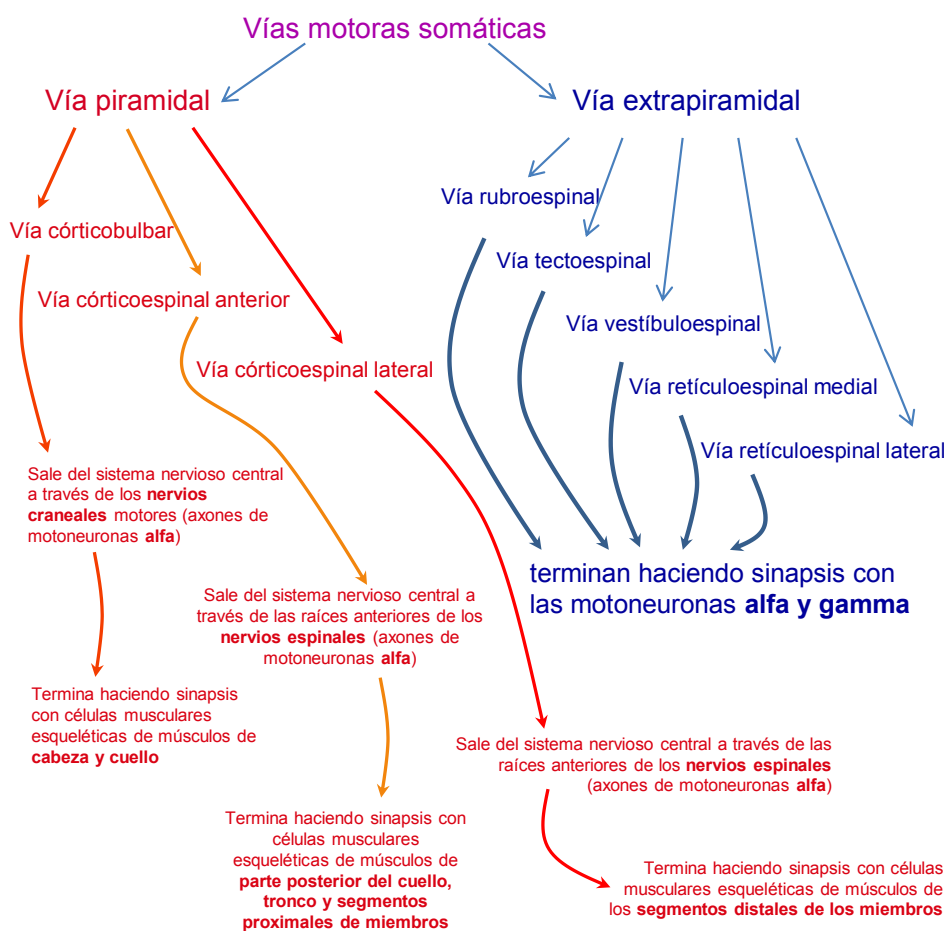 Vías motoras somáticas
Vía piramidal
Vía extrapiramidal
Vía rubroespinal
Vía córticobulbar
Vía tectoespinal
Vía córticoespinal anterior
Vía vestíbuloespinal
Vía córticoespinal lateral
Vía retículoespinal medial
Vía retículoespinal lateral
Sale del sistema nervioso central
a través de los nervios
craneales motores (axones de
motoneuronas alfa)
terminan haciendo sinapsis con
las motoneuronas alfa y gamma
Sale del sistema nervioso central a
través de las raíces anteriores de los
nervios espinales (axones de
motoneuronas alfa)
Termina haciendo sinapsis
con células musculares
esqueléticas de músculos de
cabeza y cuello
Sale del sistema nervioso central a través de las
raíces anteriores de los nervios espinales
(axones de motoneuronas alfa)
Termina haciendo sinapsis con
células musculares
esqueléticas de músculos de
parte posterior del cuello,
tronco y segmentos
proximales de miembros
Termina haciendo sinapsis con células
musculares esqueléticas de músculos de
los segmentos distales de los miembros